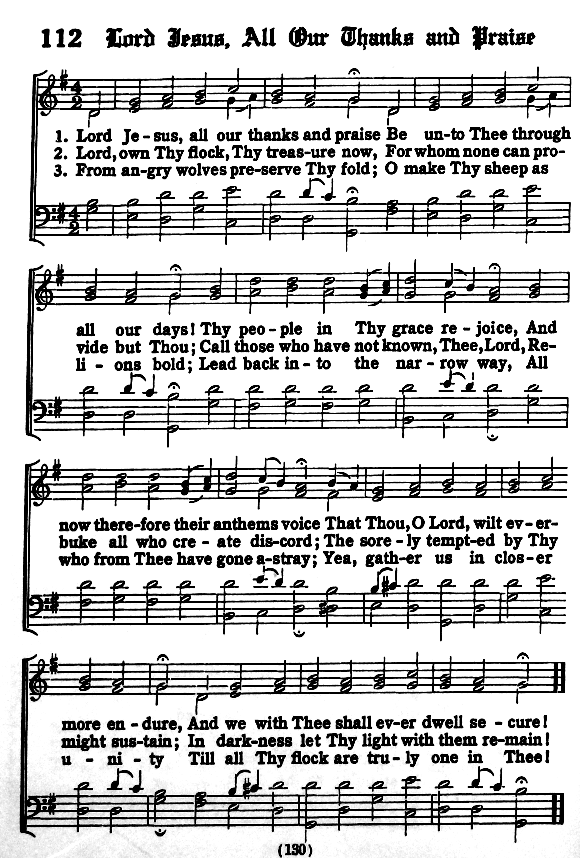 112 Lord Jesus, All Our Thanks and Praise
1. Lord Je-sus, all our thanks and praise Be un-to Thee through
2. Lord, own Thy flock, Thy treas-ure now, For whom none can pro-
3. From an-gry wolves pre-serve Thy fold; O make Thy sheep as
all our days! Thy peo-ple in Thy grace re-joice, And
vide but Thou; Call those who have not known, Thee, Lord, Re-
li-ons bold; Lead back in-to the nar-row way, All
now there-fore their anthems voice That Thou, O Lord, wilt ev-er-
buke all who cre-ate dis-cord; The sore-ly tempt-ed by Thy
who from Thee have gone a-stray; Yea, gath-er us in clos-er
more en-dure, And we with Thee shall ev-er dwell se-cure!
might sus-tain; In dark-ness let Thy light with them re-main!
u-ni-ty Till all Thy flock are tru-ly one in Thee!
(130)